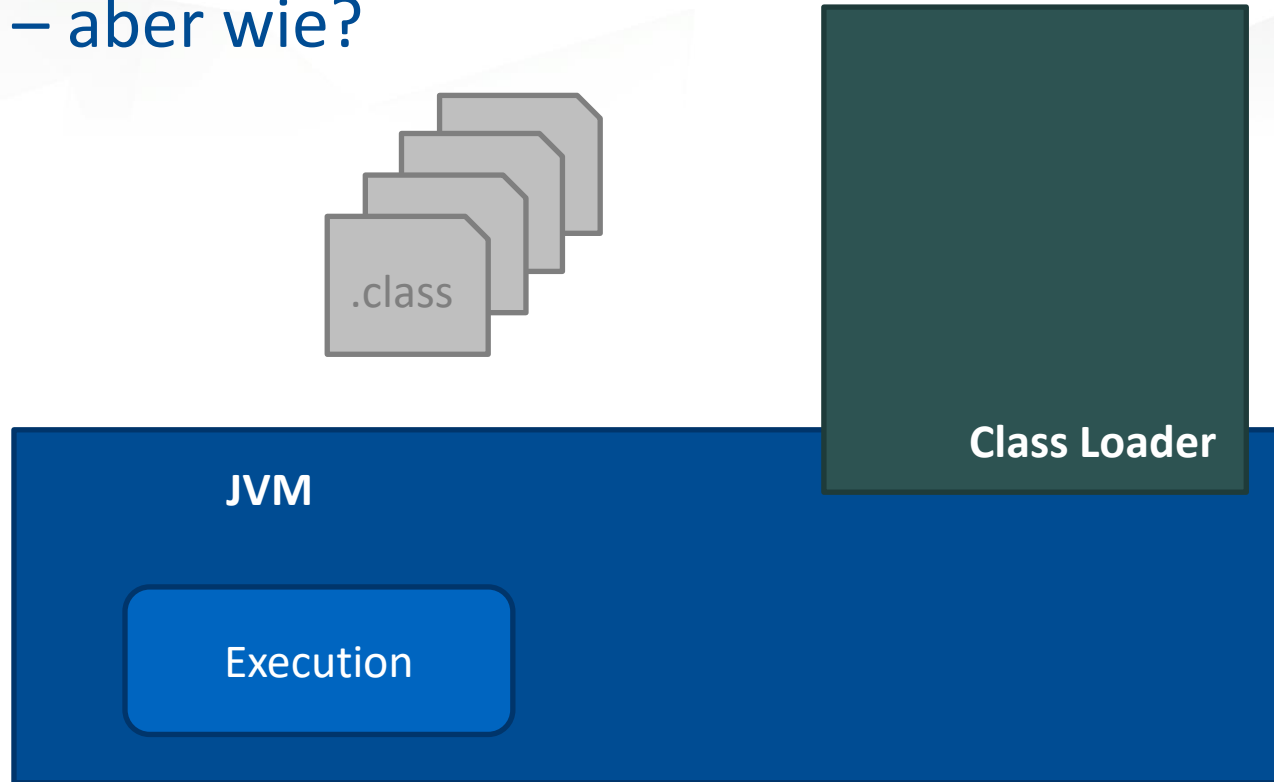 – aber wie?
.class
Class Loader
JVM
Execution